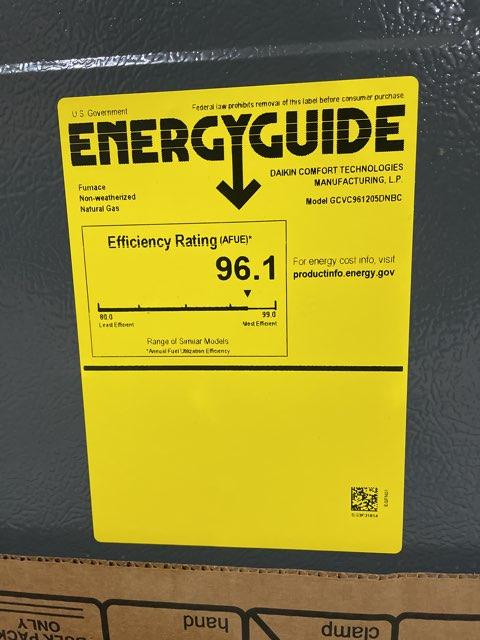 U.S. Government
Federal law prohibits removal of this label before consumer purchase
ENERGYGUIDE
Furnace
Non-weatherized
Natural Gas
DAIKIN COMFORT TECHNOLOGIES
MANUFACTURING, L.P.
Model GCVC961205DNBC
Efficiency Rating (AFUE)*
96.1
80.0
Least Efficient
99.0
Most Efficient
Range of Similar Models
*Annual Fuel Utilization Efficiency
For energy cost info, visit
productinfo.energy.gov
ONLY
hand
clamp